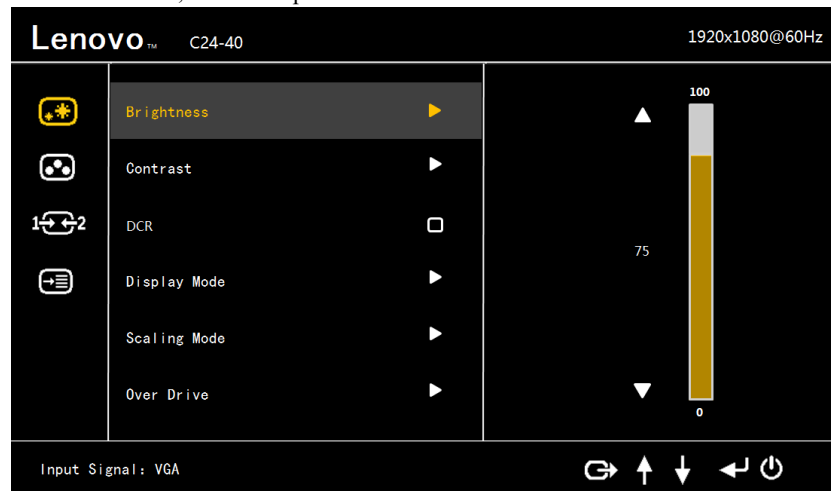 Lenovo™ C24-40 1920x1080@60Hz
Brightness
Contrast
DCR
Display Mode
Scaling Mode
Over Drive
100
75
0
1 2
Input Signal: VGA